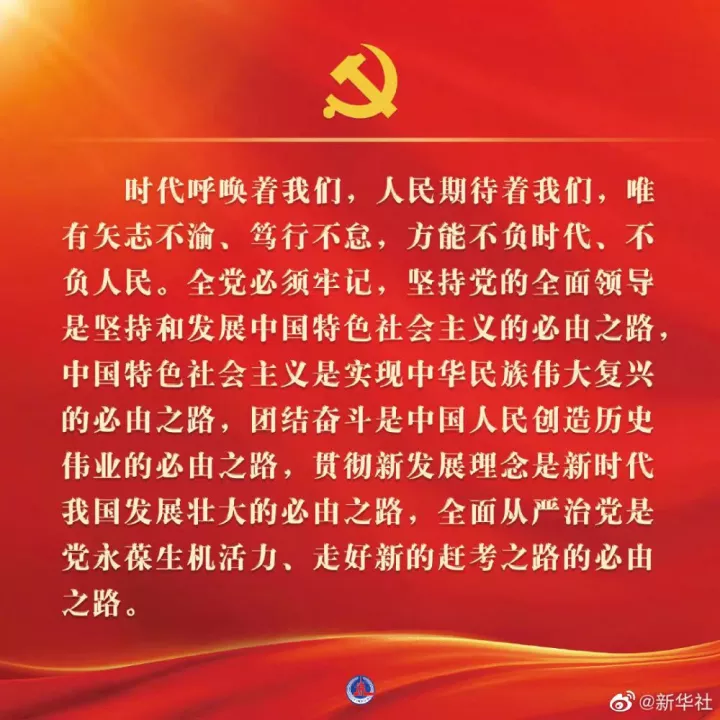 时代呼唤着我们，人民期待着我们，唯
有矢志不渝、笃行不怠，方能不负时代、不
负人民。全党必须牢记，坚持党的全面领导
是坚持和发展中国特色社会主义的必由之路，
中国特色社会主义是实现中华民族伟大复兴
的必由之路，团结奋斗是中国人民创造历史
伟业的必由之路，贯彻新发展理念是新时代
我国发展壮大的必由之路，全面从严治党是
党永葆生机活力、走好新的赶考之路的必由
之路。
@新华社